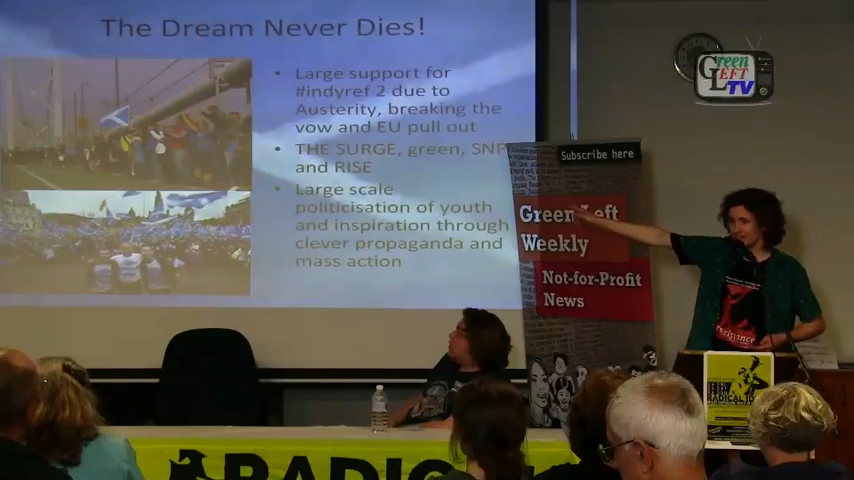 The Dream Never Dies!
• Large support for
#indyref 2 due to
Austerity, breaking the
vow and EU pull out
• THE SURGE, green, SNP
and RISE
• Large scale
politicisation of youth
and inspiration through
clever propaganda and
mass action
Green
LEFT
TV
Subscribe here
Green Left
Weekly
Not-for-Profit
News
resistance
RADICAL
RADIC